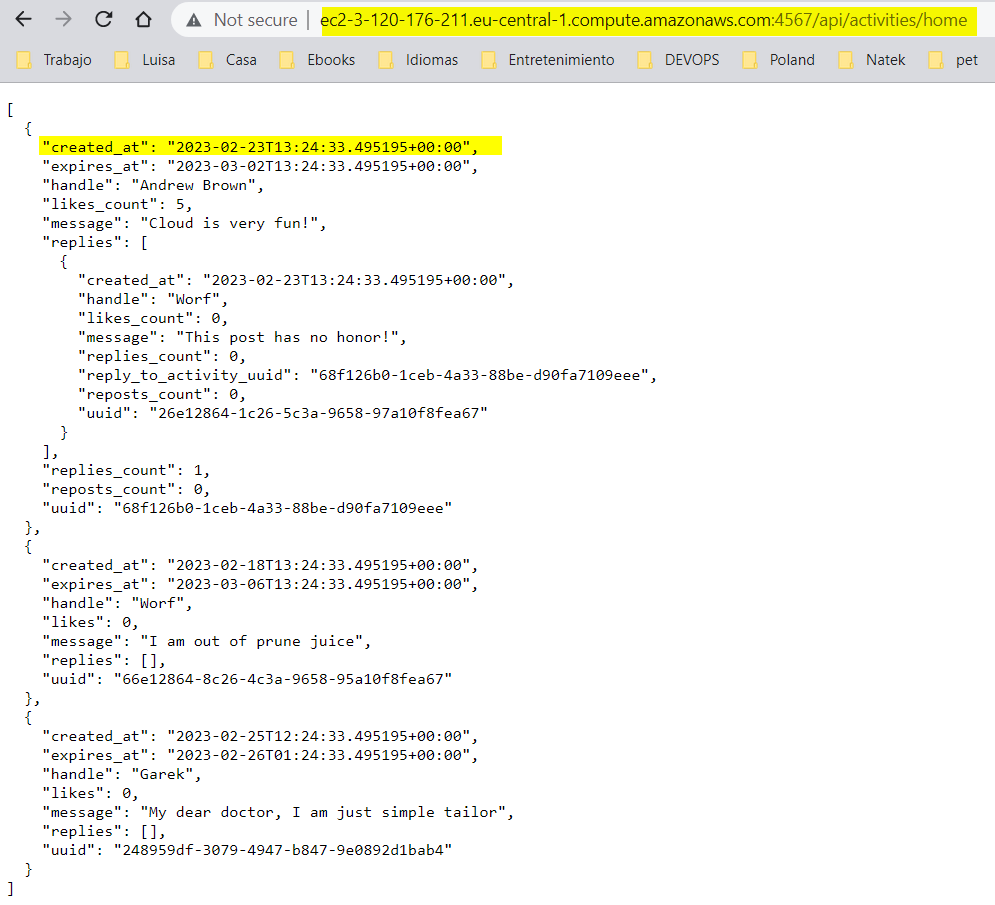 Not secure | ec2-3-120-176-211.eu-central-1.compute.amazonaws.com:4567/api/activities/home
Trabajo Luisa Casa Ebooks Idiomas Entretenimiento DEVOPS Poland Natek pet
[
  {
    "created_at": "2023-02-23T13:24:33.495195+00:00",
    "expires_at": "2023-03-02T13:24:33.495195+00:00",
    "handle": "Andrew Brown",
    "likes_count": 5,
    "message": "Cloud is very fun!",
    "replies": [
      {
        "created_at": "2023-02-23T13:24:33.495195+00:00",
        "handle": "Worf",
        "likes_count": 0,
        "message": "This post has no honor!",
        "replies_count": 0,
        "reply_to_activity_uuid": "68f126b0-1ceb-4a33-88be-d90fa7109eee",
        "reposts_count": 0,
        "uuid": "26e12864-1c26-5c3a-9658-97a10f8fea67"
      }
    ],
    "replies_count": 1,
    "reposts_count": 0,
    "uuid": "68f126b0-1ceb-4a33-88be-d90fa7109eee"
  },
  {
    "created_at": "2023-02-18T13:24:33.495195+00:00",
    "expires_at": "2023-03-06T13:24:33.495195+00:00",
    "handle": "Worf",
    "likes": 0,
    "message": "I am out of prune juice",
    "replies": [],
    "uuid": "66e12864-8c26-4c3a-9658-95a10f8fea67"
  },
  {
    "created_at": "2023-02-25T12:24:33.495195+00:00",
    "expires_at": "2023-02-26T01:24:33.495195+00:00",
    "handle": "Garek",
    "likes": 0,
    "message": "My dear doctor, I am just simple tailor",
    "replies": [],
    "uuid": "248959df-3079-4947-b847-9e0892d1bab4"
  }
]